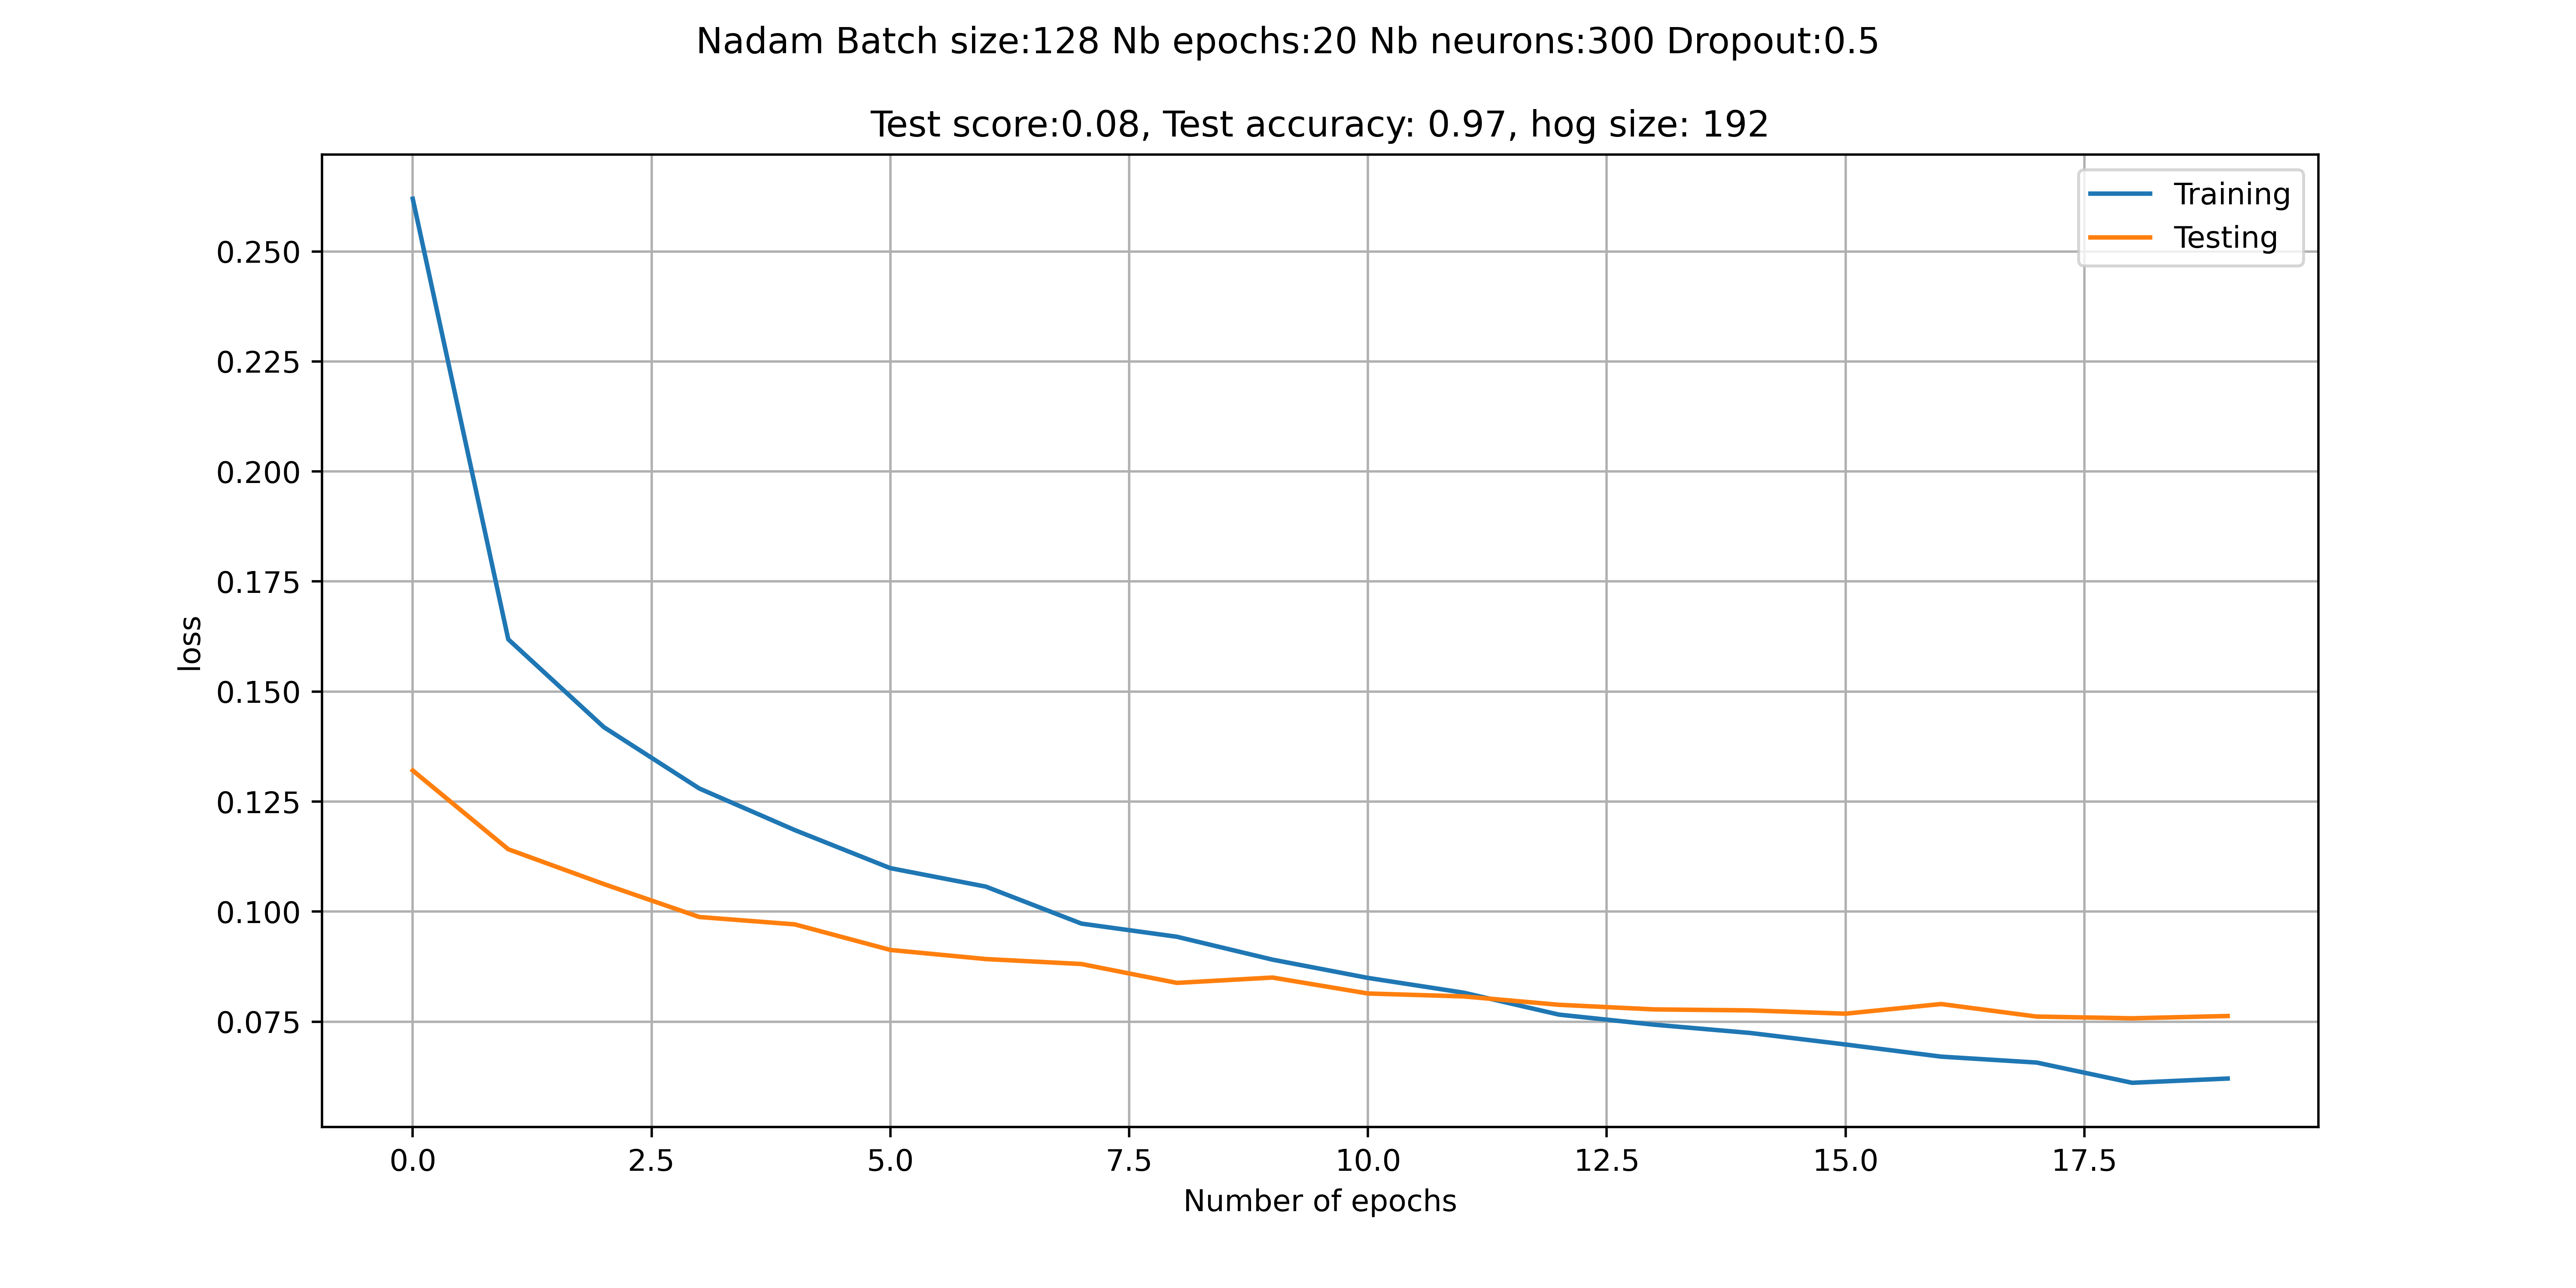 Nadam Batch size:128 Nb epochs:20 Nb neurons:300 Dropout:0.5
Test score:0.08, Test accuracy: 0.97, hog size: 192
Training
Testing
0.250
0.225
0.200
0.175
0.150
0.125
0.100
0.075
loss
0.0 2.5 5.0 7.5 10.0 12.5 15.0 17.5
Number of epochs